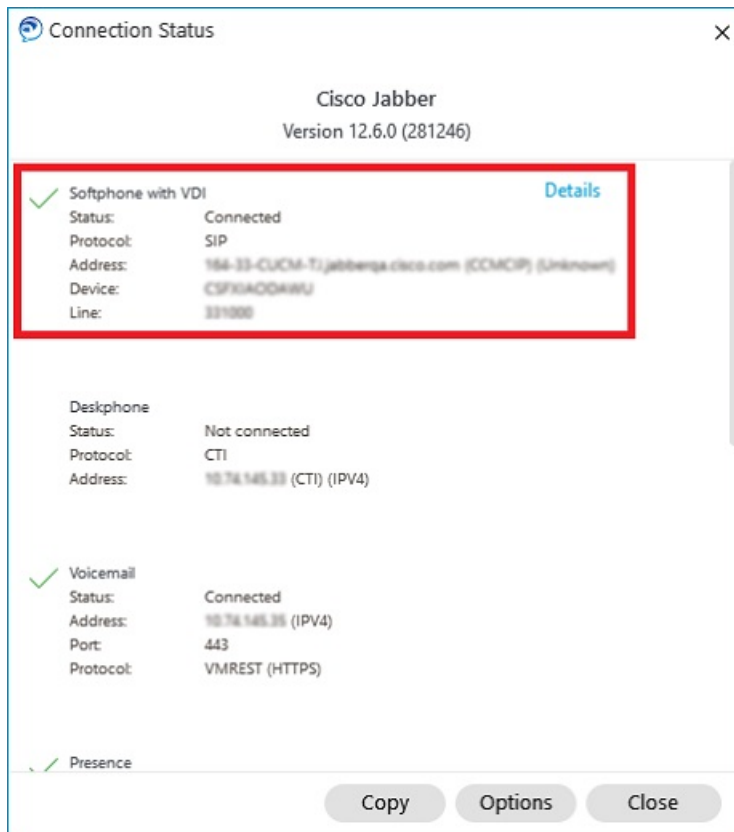 Connection Status
Cisco Jabber
Version 12.6.0 (281246)
Softphone with VDI Details
Status: Connected
Protocol: SIP
Address:
Device:
Line:
Deskphone
Status: Not connected
Protocol: CTI
Address: (CTI) (IPV4)
Voicemail
Status: Connected
Address: (IPV4)
Port: 443
Protocol: VMREST (HTTPS)
Presence
Copy Options Close